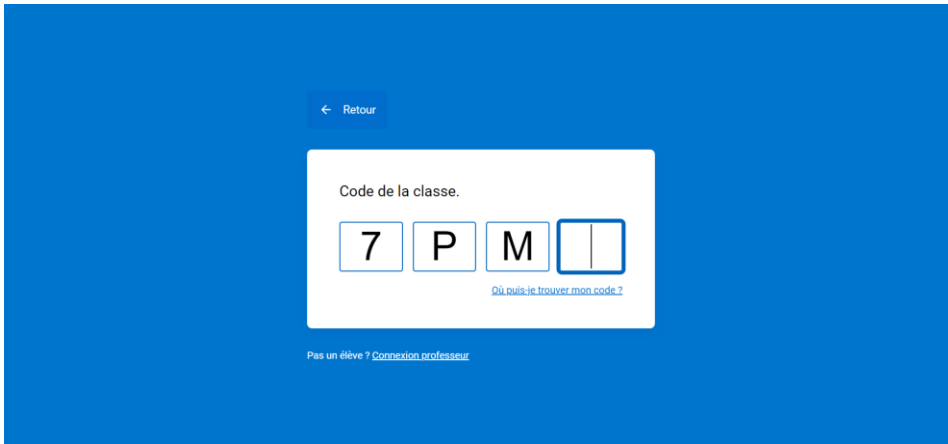 ← Retour
Code de la classe.
7 P M
Où puis-je trouver mon code ?
Pas un élève ? Connexion professeur